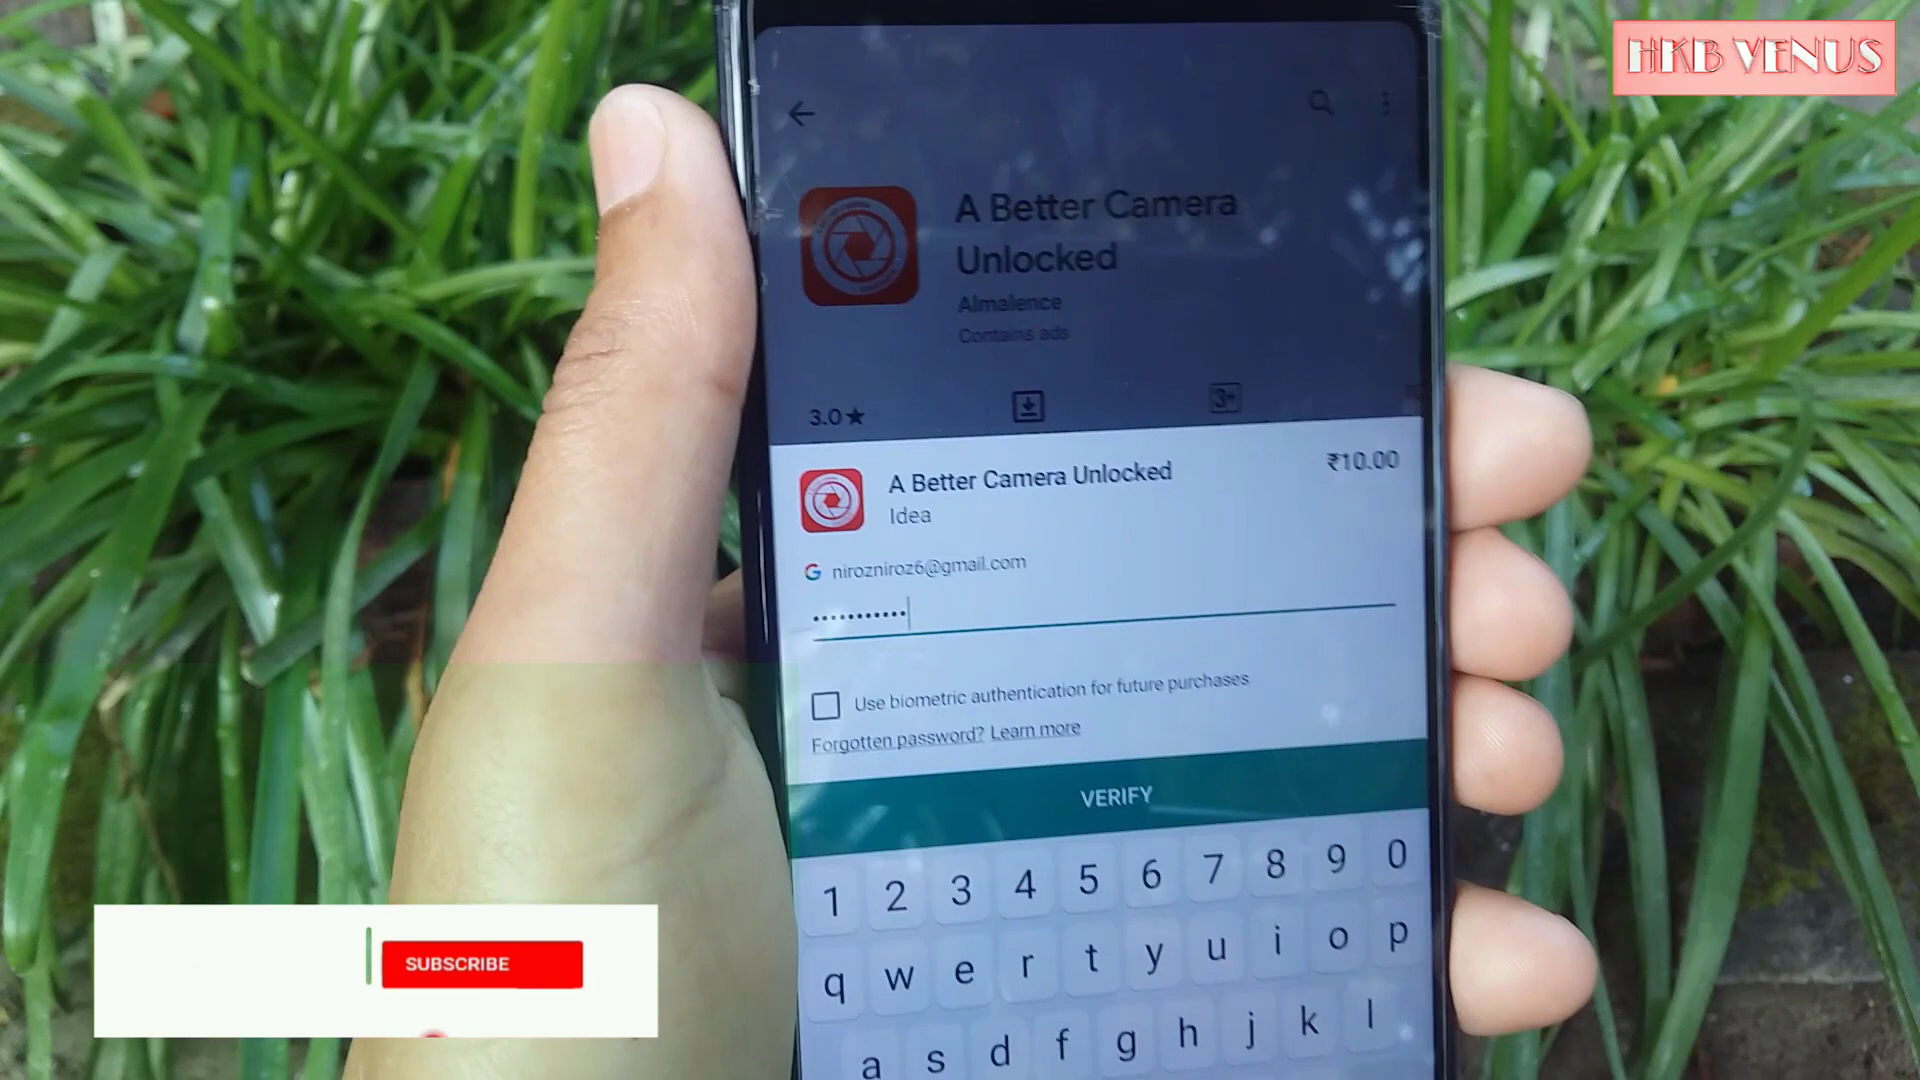 HKB VENUS
A Better Camera
Unlocked
Almalence
Contains ads
3.0★
3+
A Better Camera Unlocked
₹10.00
Idea
G nirozniroz6@gmail.com
•••••••••••
Use biometric authentication for future purchases
Forgotten password? Learn more
VERIFY
1 2 3 4 5 6 7 8 9 0
q w e r t y u i o p
a s d f g h j k l
SUBSCRIBE